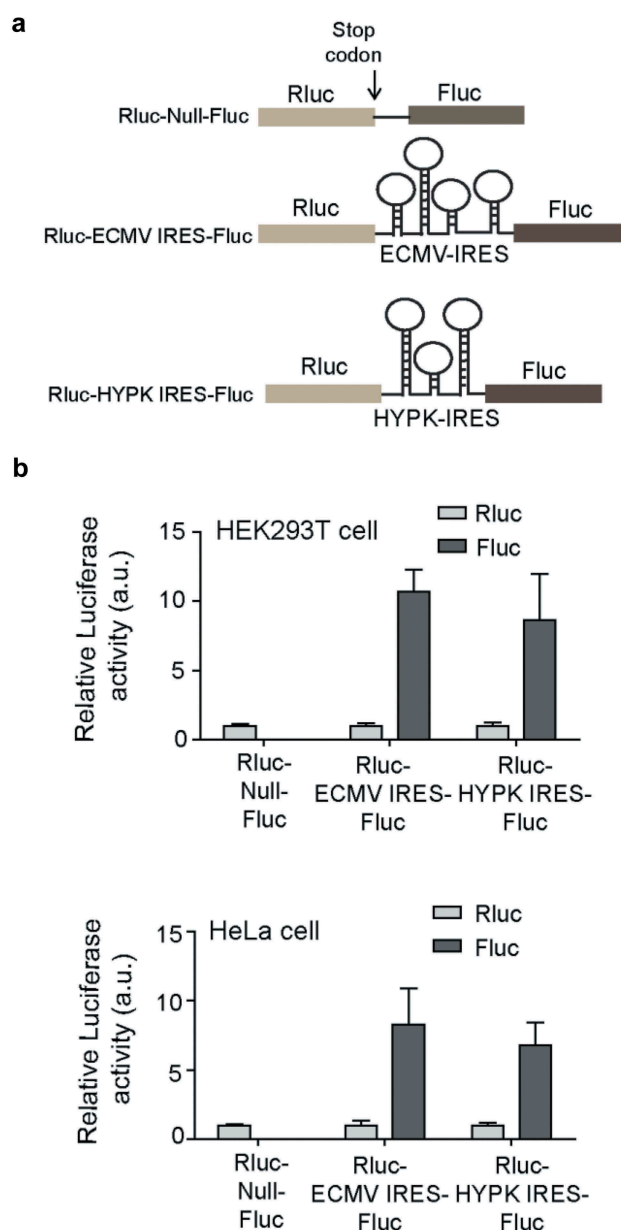 a
Stop
codon
Rluc
Fluc
Rluc-Null-Fluc
Rluc
Fluc
Rluc-ECMV IRES-Fluc
ECMV-IRES
Rluc
Fluc
Rluc-HYPK IRES-Fluc
HYPK-IRES
b
HEK293T cell
Rluc
Fluc
Relative Luciferase
activity (a.u.)
15
10
5
0
Rluc-
Null-
Fluc
Rluc-
ECMV IRES-
Fluc
Rluc-
HYPK IRES-
Fluc
HeLa cell
Rluc
Fluc
Relative Luciferase
activity (a.u.)
15
10
5
0
Rluc-
Null-
Fluc
Rluc-
ECMV IRES-
Fluc
Rluc-
HYPK IRES-
Fluc